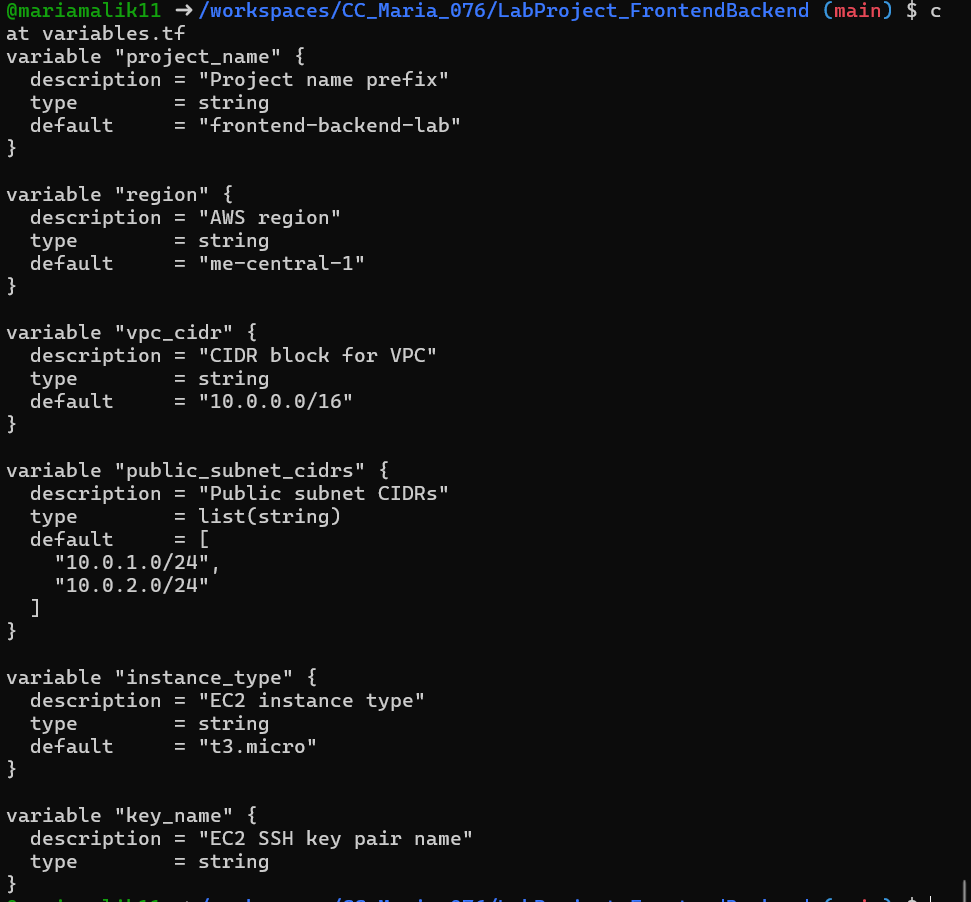 @mariamalik11 ➜ /workspaces/CC_Maria_076/LabProject_FrontendBackend (main) $ c
at variables.tf
variable "project_name" {
  description = "Project name prefix"
  type        = string
  default     = "frontend-backend-lab"
}

variable "region" {
  description = "AWS region"
  type        = string
  default     = "me-central-1"
}

variable "vpc_cidr" {
  description = "CIDR block for VPC"
  type        = string
  default     = "10.0.0.0/16"
}

variable "public_subnet_cidrs" {
  description = "Public subnet CIDRs"
  type        = list(string)
  default     = [
    "10.0.1.0/24",
    "10.0.2.0/24"
  ]
}

variable "instance_type" {
  description = "EC2 instance type"
  type        = string
  default     = "t3.micro"
}

variable "key_name" {
  description = "EC2 SSH key pair name"
  type        = string
}